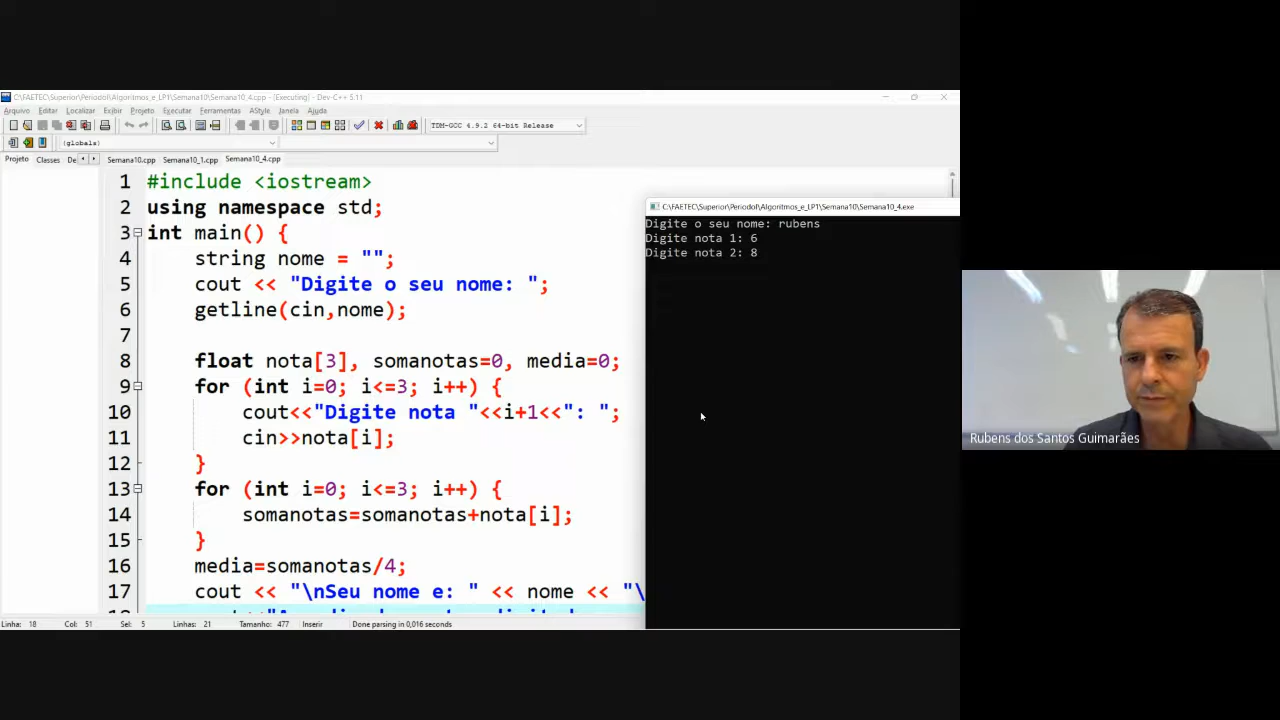 C:\FAETEC\Superior\PeriodoI\Algoritmos_e_LP1\Semana10\Semana10_4.cpp - [Executing] - Dev-C++ 5.11
Arquivo Editar Localizar Exibir Projeto Executar Ferramentas AStyle Janela Ajuda
TDM-GCC 4.9.2 64-bit Release
(globals)
Projeto Classes De Semana10.cpp Semana10_1.cpp Semana10_4.cpp
1 #include <iostream>
2 using namespace std;
3 int main() {
4 string nome = "";
5 cout << "Digite o seu nome: ";
6 getline(cin,nome);
7
8 float nota[3], somanotas=0, media=0;
9 for (int i=0; i<=3; i++) {
10 cout<<"Digite nota "<<i+1<<": ";
11 cin>>nota[i];
12 }
13 for (int i=0; i<=3; i++) {
14 somanotas=somanotas+nota[i];
15 }
16 media=somanotas/4;
17 cout << "\nSeu nome e: " << nome << "\
Linha: 18 Col: 51 Sel: 5 Linhas: 21 Tamanho: 477 Inserir Done parsing in 0,016 seconds
C:\FAETEC\Superior\PeriodoI\Algoritmos_e_LP1\Semana10\Semana10_4.exe
Digite o seu nome: rubens
Digite nota 1: 6
Digite nota 2: 8
Rubens dos Santos Guimarães